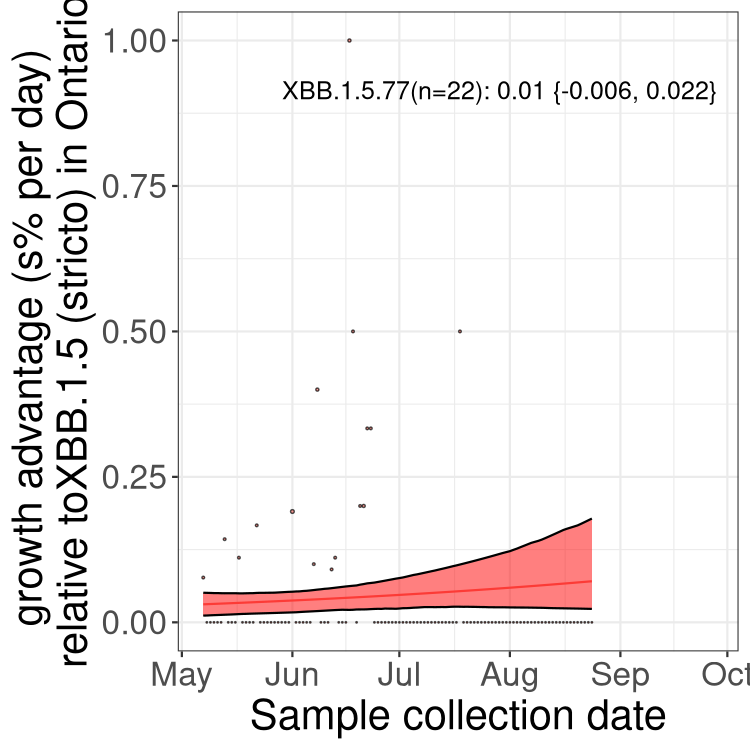 growth advantage (s% per day)
relative toXBB.1.5 (stricto) in Ontario
1.00
0.75
0.50
0.25
0.00
XBB.1.5.77(n=22): 0.01 {-0.006, 0.022}
May Jun Jul Aug Sep Oct
Sample collection date